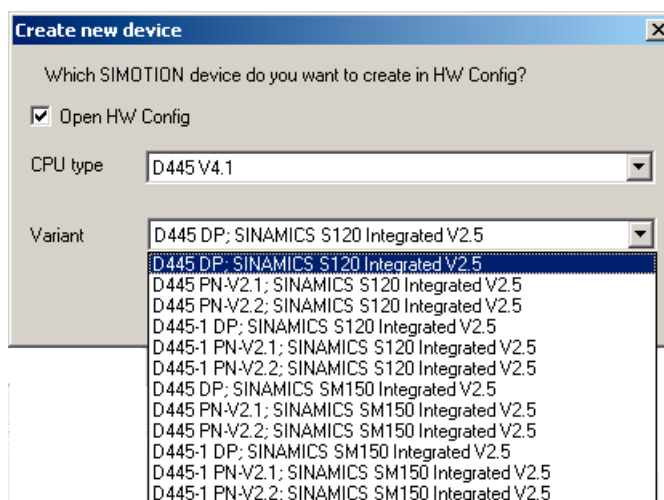 Create new device
Which SIMOTION device do you want to create in HW Config?
Open HW Config
CPU type
D445 V4.1
Variant
D445 DP; SINAMICS S120 Integrated V2.5
D445 DP; SINAMICS S120 Integrated V2.5
D445 PN-V2.1; SINAMICS S120 Integrated V2.5
D445 PN-V2.2; SINAMICS S120 Integrated V2.5
D445-1 DP; SINAMICS S120 Integrated V2.5
D445-1 PN-V2.1; SINAMICS S120 Integrated V2.5
D445-1 PN-V2.2; SINAMICS S120 Integrated V2.5
D445 DP; SINAMICS SM150 Integrated V2.5
D445 PN-V2.1; SINAMICS SM150 Integrated V2.5
D445 PN-V2.2; SINAMICS SM150 Integrated V2.5
D445-1 DP; SINAMICS SM150 Integrated V2.5
D445-1 PN-V2.1; SINAMICS SM150 Integrated V2.5
D445-1 PN-V2.2; SINAMICS SM150 Integrated V2.5